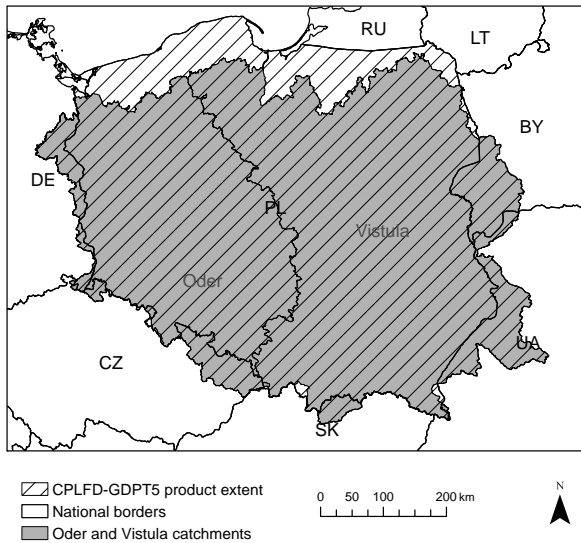 RU
LT
BY
DE
PL
Vistula
Oder
UA
CZ
SK
CPLFD-GDPT5 product extent
National borders
Oder and Vistula catchments
0 50 100 200 km
N